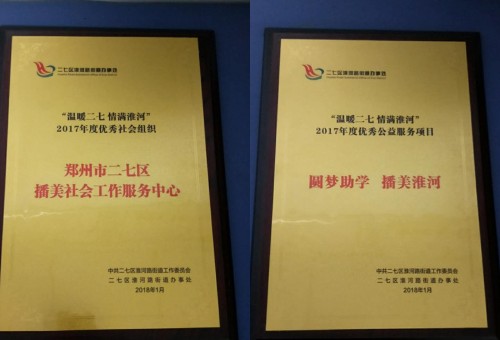 二七区淮河路街道办事处
“温暖二七 情满淮河”
2017年度优秀社会组织
郑州市二七区
播美社会工作服务中心
中共二七区淮河路街道工作委员会
二七区淮河路街道办事处
2018年1月
二七区淮河路街道办事处
“温暖二七 情满淮河”
2017年度优秀公益服务项目
圆梦助学 播美淮河
中共二七区淮河路街道工作委员会
二七区淮河路街道办事处
2018年1月